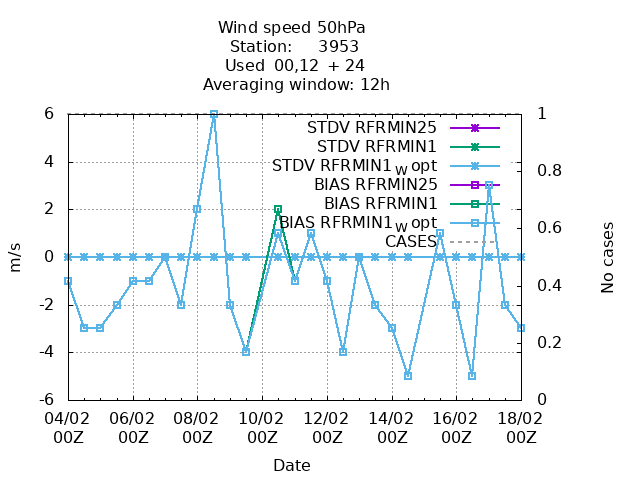 Wind speed 50hPa
Station: 3953
Used 00,12 + 24
Averaging window: 12h
6 1
STDV RFRMIN25
STDV RFRMIN1
4
STDV RFRMIN1w opt
0.8
BIAS RFRMIN25
BIAS RFRMIN1
2
BIAS RFRMIN1w opt
0.6
CASES
m/s
0
No cases
0.4
-2
0.2
-4
-6 0
04/02 06/02 08/02 10/02 12/02 14/02 16/02 18/02
00Z 00Z 00Z 00Z 00Z 00Z 00Z 00Z
Date